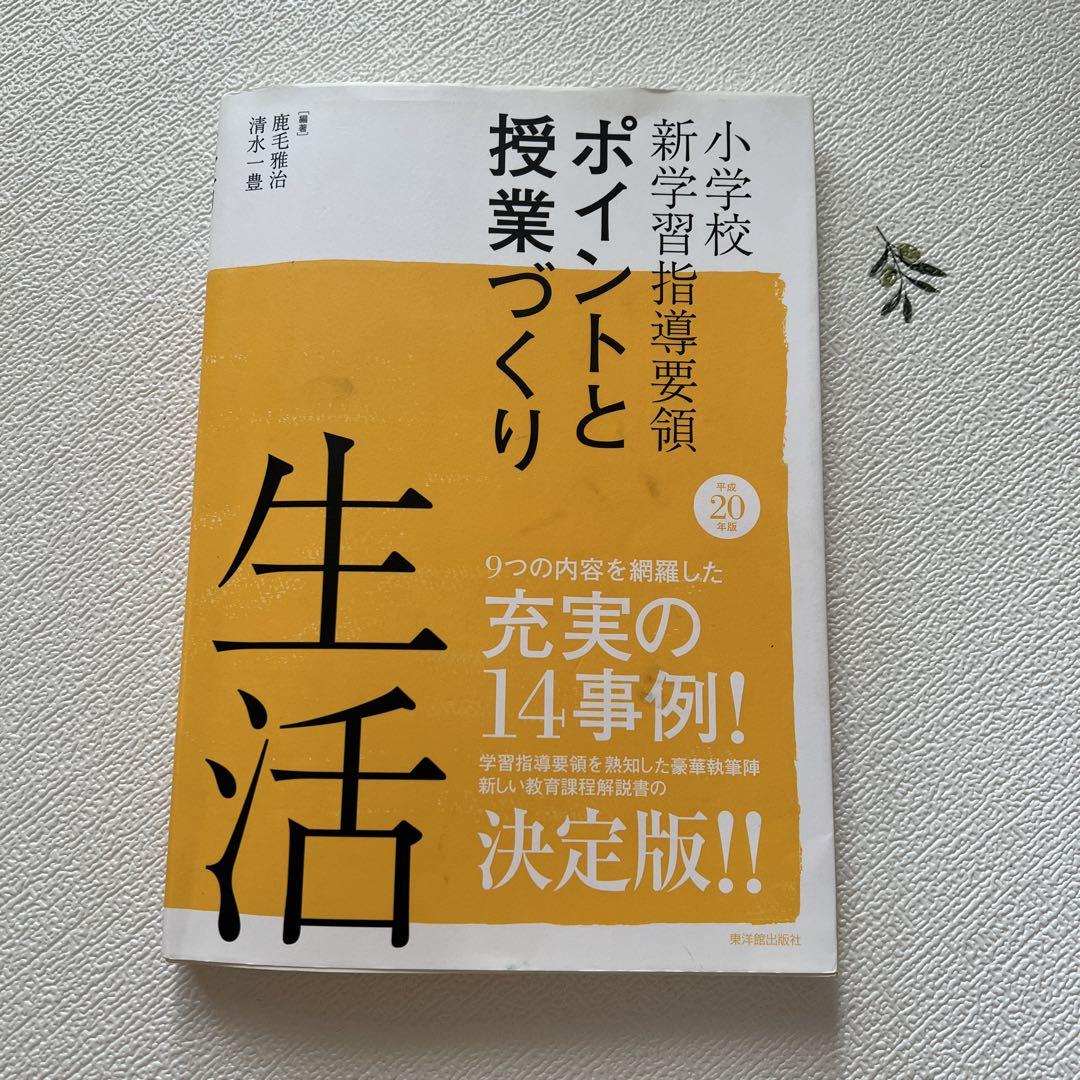 小学校
新学習指導要領
ポイントと
授業づくり
[編著]
鹿毛雅治
清水一豊
生活
平成
20
年版
9つの内容を網羅した
充実の
14事例!
学習指導要領を熟知した豪華執筆陣
新しい教育課程解説書の
決定版!!
東洋館出版社